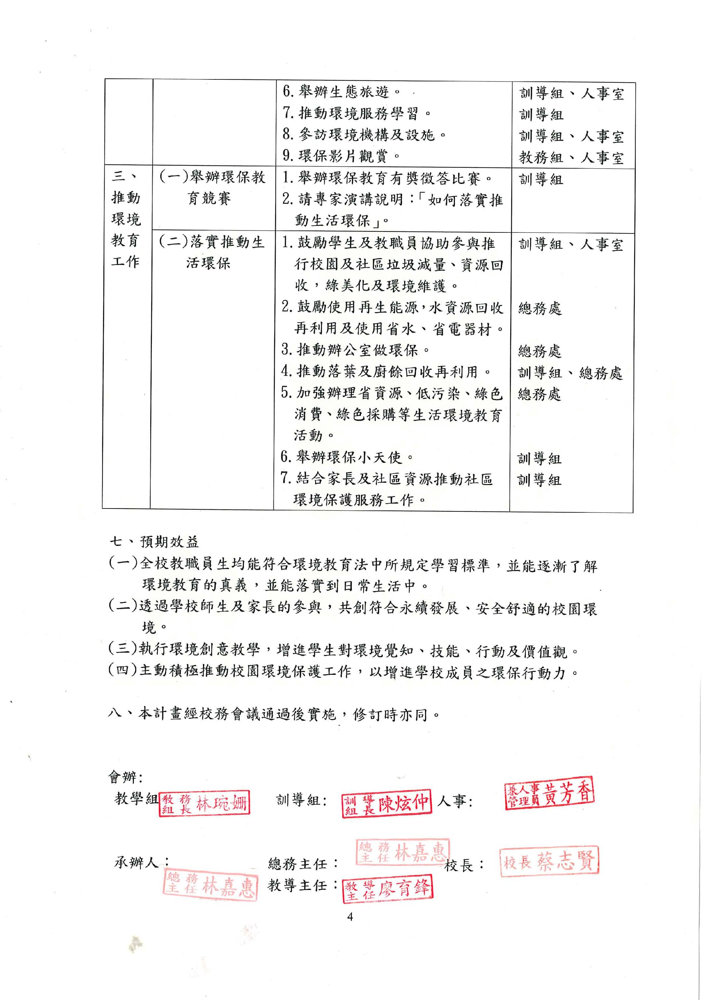 6. 舉辦生態旅遊。 訓導組、人事室
7. 推動環境服務學習。 訓導組
8. 參訪環境機構及設施。 訓導組、人事室
9. 環保影片觀賞。 教務組、人事室
三、
推動
環境
教育
工作
(一)舉辦環保教
育競賽
1. 舉辦環保教育有獎徵答比賽。 訓導組
2. 請專家演講說明：「如何落實推
動生活環保」。
(二)落實推動生
活環保
1. 鼓勵學生及教職員協助參與推 訓導組、人事室
行校園及社區垃圾減量、資源回
收，綠美化及環境維護。
2. 鼓勵使用再生能源，水資源回收 總務處
再利用及使用省水、省電器材。
3. 推動辦公室做環保。 總務處
4. 推動落葉及廚餘回收再利用。 訓導組、總務處
5. 加強辦理省資源、低污染、綠色 總務處
消費、綠色採購等生活環境教育
活動。
6. 舉辦環保小天使。 訓導組
7. 結合家長及社區資源推動社區 訓導組
環境保護服務工作。
七、預期效益
(一)全校教職員生均能符合環境教育法中所規定學習標準，並能逐漸了解
環境教育的真義，並能落實到日常生活中。
(二)透過學校師生及家長的參與，共創符合永續發展、安全舒適的校園環
境。
(三)執行環境創意教學，增進學生對環境覺知、技能、行動及價值觀。
(四)主動積極推動校園環境保護工作，以增進學校成員之環保行動力。
八、本計畫經校務會議通過後實施，修訂時亦同。
會辦:
教學組 教務組長 林琬姍 訓導組: 訓導組長 陳炫仲 人事: 兼人事管理員 黃芳香
承辦人： 總務主任 林嘉惠 總務主任： 總務主任 林嘉惠 校長： 校長 蔡志賢
教導主任： 教導主任 廖育鋒
4